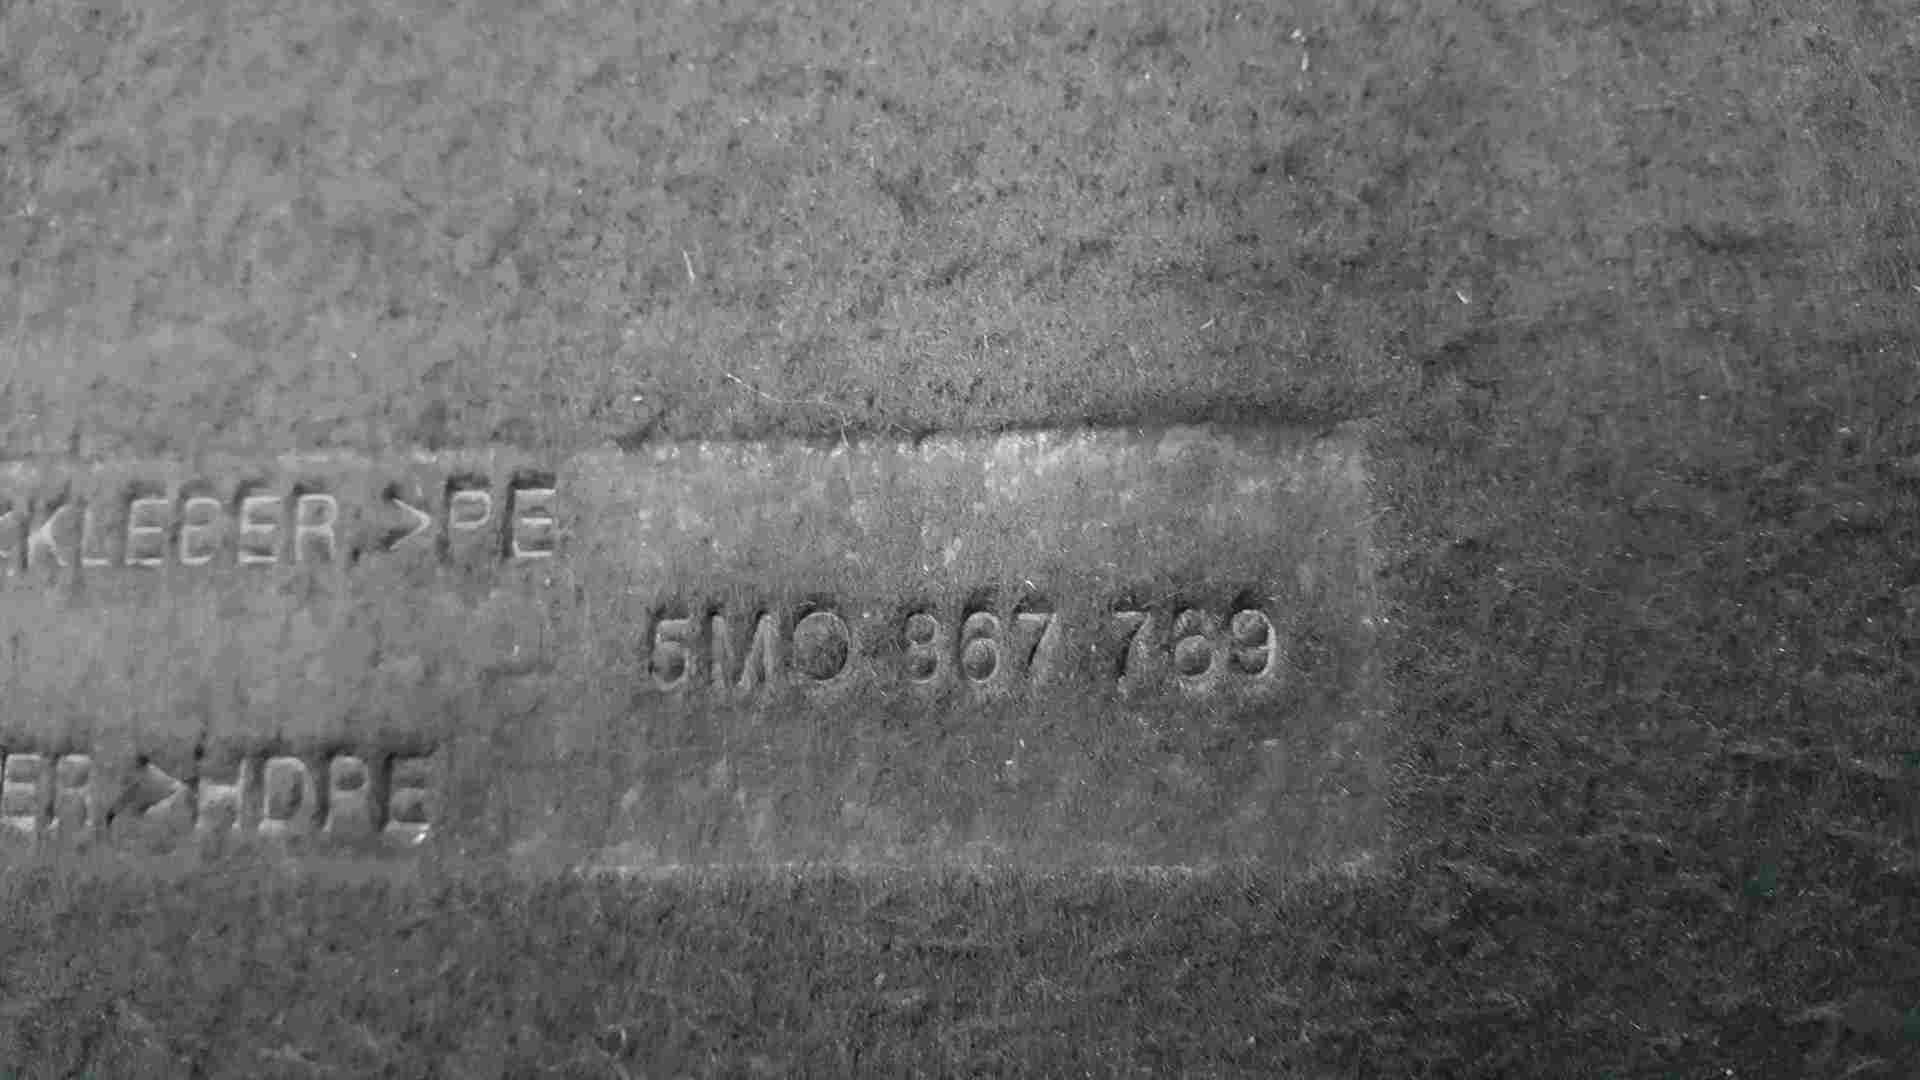 <KLEBER >PE
5M0 867 769
ER >HDPE